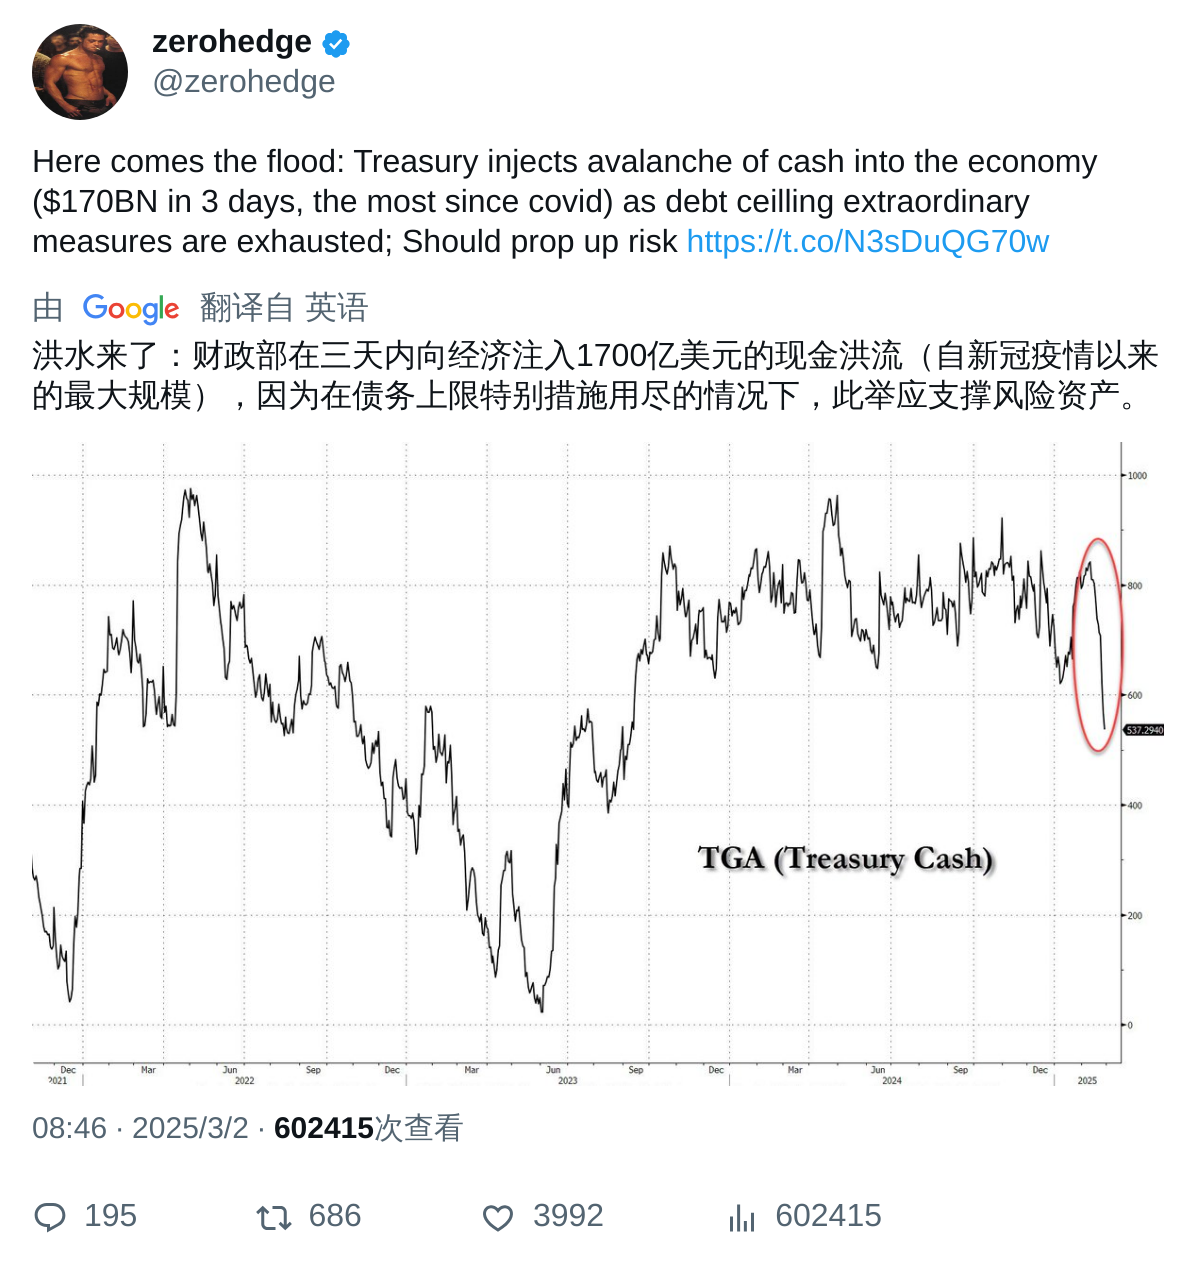 zerohedge
@zerohedge
Here comes the flood: Treasury injects avalanche of cash into the economy
($170BN in 3 days, the most since covid) as debt ceilling extraordinary
measures are exhausted; Should prop up risk https://t.co/N3sDuQG70w
由 Google 翻译自 英语
洪水来了：财政部在三天内向经济注入1700亿美元的现金洪流（自新冠疫情以来
的最大规模），因为在债务上限特别措施用尽的情况下，此举应支撑风险资产。
1000
800
600
537.2940
400
TGA (Treasury Cash)
200
0
Dec Mar Jun Sep Dec Mar Jun Sep Dec Mar Jun Sep Dec
2021 2022 2023 2024 2025
08:46 · 2025/3/2 · 602415次查看
195 686 3992 602415